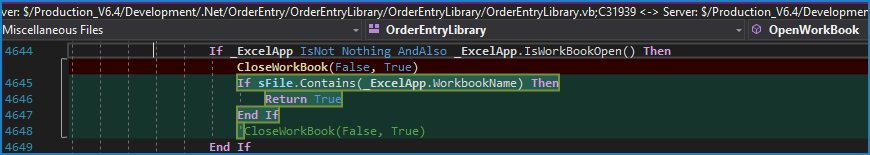 ver: $/Production_V6.4/Development/.Net/OrderEntry/OrderEntryLibrary/OrderEntryLibrary/OrderEntryLibrary.vb;C31939 <-> Server: $/Production_V6.4/Developmen
Miscellaneous Files OrderEntryLibrary OpenWorkBook
4644 If _ExcelApp IsNot Nothing AndAlso _ExcelApp.IsWorkBookOpen() Then
CloseWorkBook(False, True)
4645 If sFile.Contains(_ExcelApp.WorkbookName) Then
4646 Return True
4647 End If
4648 'CloseWorkBook(False, True)
4649 End If